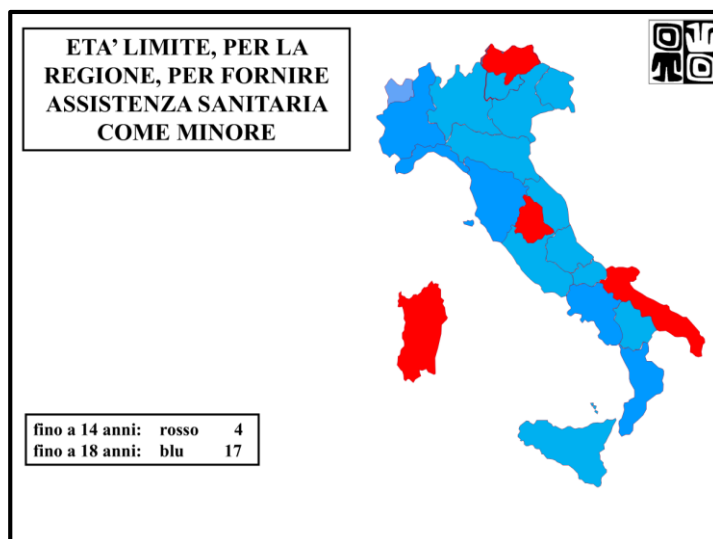 ETA’ LIMITE, PER LA
REGIONE, PER FORNIRE
ASSISTENZA SANITARIA
COME MINORE
fino a 14 anni: rosso 4
fino a 18 anni: blu 17